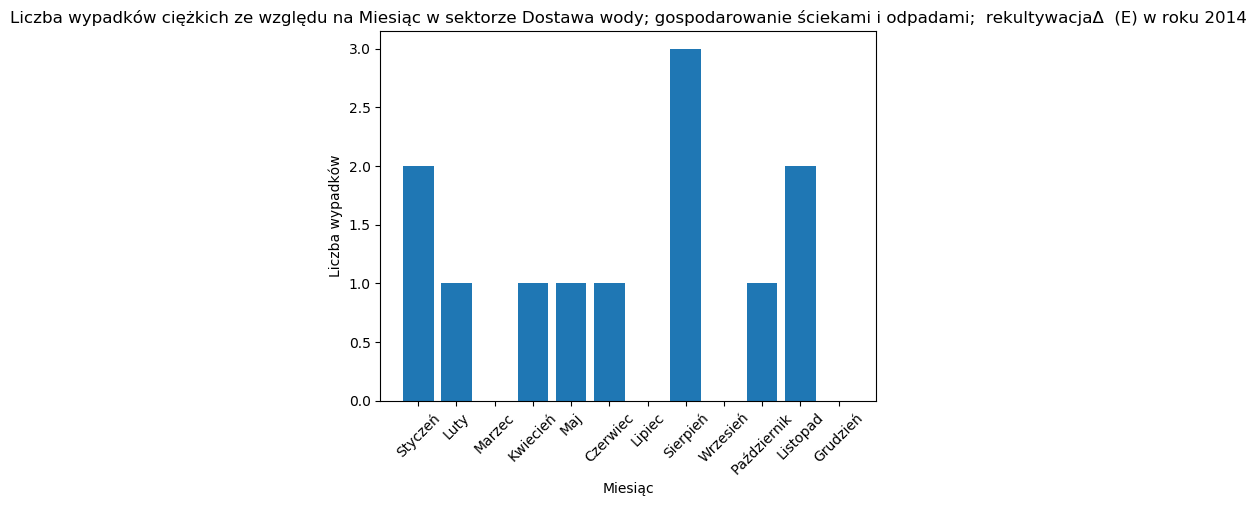 Liczba wypadków ciężkich ze względu na Miesiąc w sektorze Dostawa wody; gospodarowanie ściekami i odpadami;  rekultywacjaΔ  (E) w roku 2014
3.0
2.5
2.0
1.5
1.0
0.5
0.0
Liczba wypadków
Styczeń
Luty
Marzec
Kwiecień
Maj
Czerwiec
Lipiec
Sierpień
Wrzesień
Październik
Listopad
Grudzień
Miesiąc